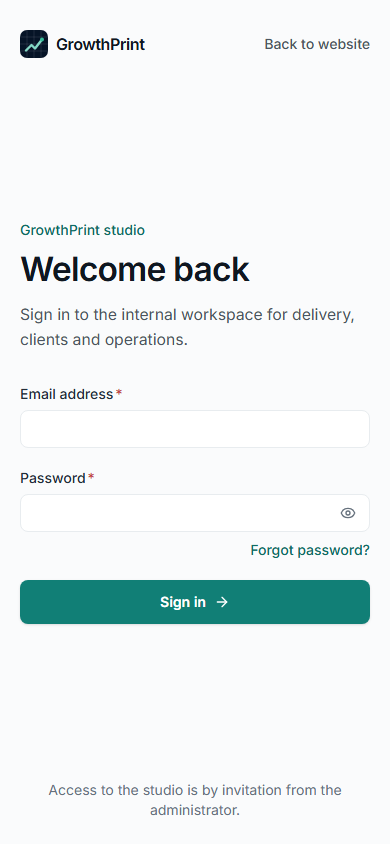 GrowthPrint
Back to website
GrowthPrint studio
Welcome back
Sign in to the internal workspace for delivery,
clients and operations.
Email address *
Password *
Forgot password?
Sign in →
Access to the studio is by invitation from the
administrator.